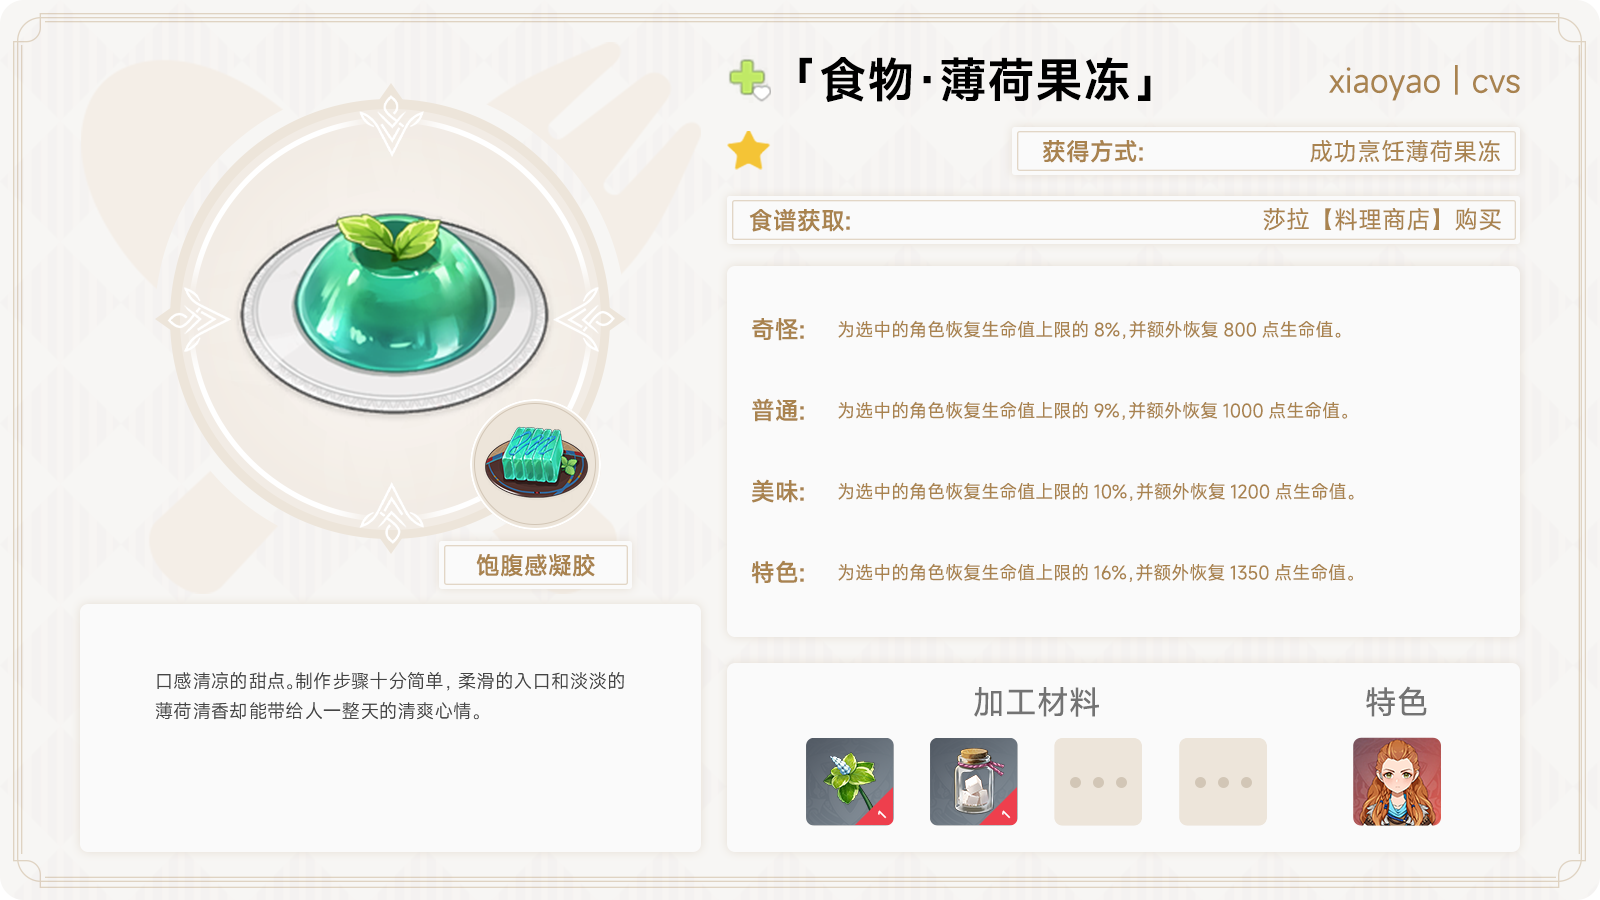 「食物·薄荷果冻」
xiaoyao | cvs
获得方式:
成功烹饪薄荷果冻
食谱获取:
莎拉【料理商店】购买
奇怪:
为选中的角色恢复生命值上限的 8%,并额外恢复 800 点生命值。
普通:
为选中的角色恢复生命值上限的 9%,并额外恢复 1000 点生命值。
美味:
为选中的角色恢复生命值上限的 10%,并额外恢复 1200 点生命值。
特色:
为选中的角色恢复生命值上限的 16%,并额外恢复 1350 点生命值。
饱腹感凝胶
口感清凉的甜点。制作步骤十分简单，柔滑的入口和淡淡的
薄荷清香却能带给人一整天的清爽心情。
加工材料
特色
1
1